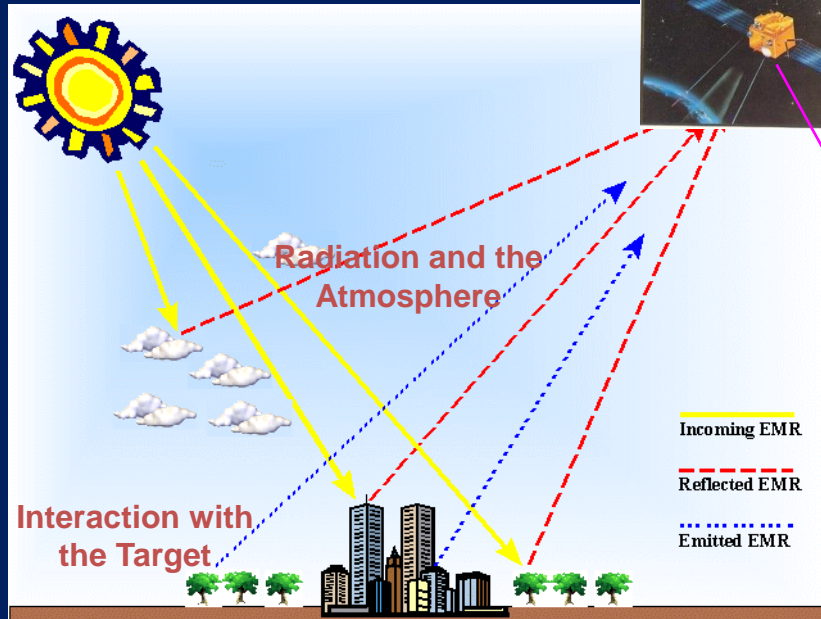 Radiation and the
Atmosphere
Interaction with
the Target
Incoming EMR
Reflected EMR
Emitted EMR